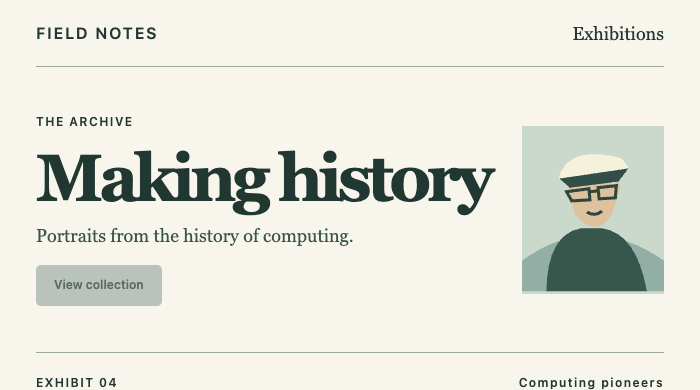 FIELD NOTES
Exhibitions
THE ARCHIVE
Making history
Portraits from the history of computing.
View collection
EXHIBIT 04
Computing pioneers